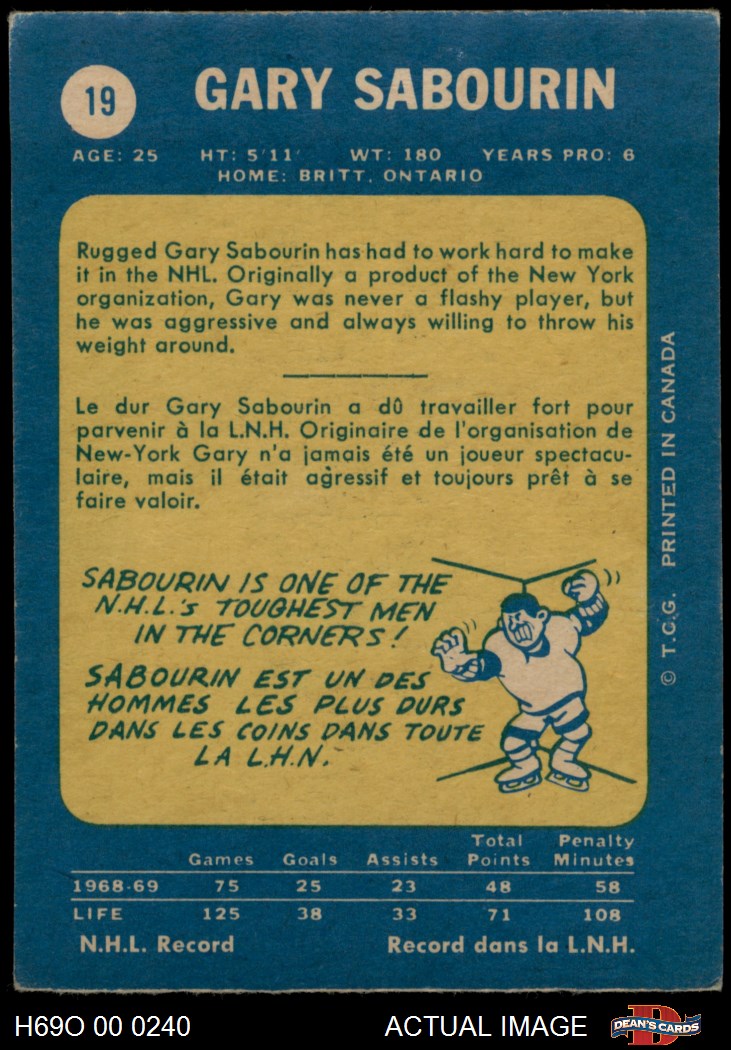 19
GARY SABOURIN
AGE: 25 HT: 5'11' WT: 180 YEARS PRO: 6
HOME: BRITT, ONTARIO
Rugged Gary Sabourin has had to work hard to make
it in the NHL. Originally a product of the New York
organization, Gary was never a flashy player, but
he was aggressive and always willing to throw his
weight around.
Le dur Gary Sabourin a dû travailler fort pour
parvenir à la L.N.H. Originaire de l'organisation de
New-York Gary n'a jamais été un joueur spectacu-
laire, mais il était agressif et toujours prêt à se
faire valoir.
SABOURIN IS ONE OF THE
N.H.L.'s TOUGHEST MEN
IN THE CORNERS!
SABOURIN EST UN DES
HOMMES LES PLUS DURS
DANS LES COINS DANS TOUTE
LA L.H.N.
© T.C.G. PRINTED IN CANADA
Games Goals Assists Total Points Penalty Minutes
1968-69 75 25 23 48 58
LIFE 125 38 33 71 108
N.H.L. Record Record dans la L.N.H.
H69O 00 0240 ACTUAL IMAGE
D
DEAN'S CARDS